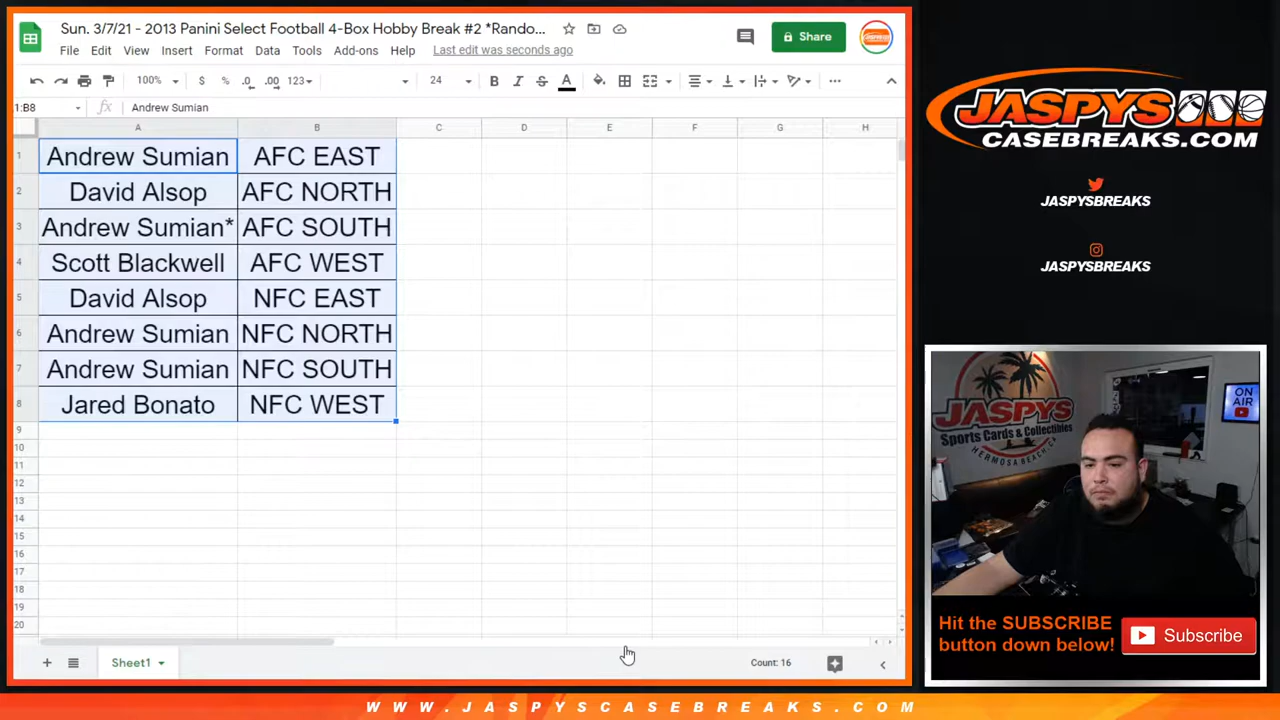 Sun. 3/7/21 - 2013 Panini Select Football 4-Box Hobby Break #2 *Rando...
File Edit View Insert Format Data Tools Add-ons Help Last edit was seconds ago
Share
100% $ % .0 .00 123 24 B I S A
1:B8 fx Andrew Sumian
A B C D E F G H
1 Andrew Sumian AFC EAST
2 David Alsop AFC NORTH
3 Andrew Sumian* AFC SOUTH
4 Scott Blackwell AFC WEST
5 David Alsop NFC EAST
6 Andrew Sumian NFC NORTH
7 Andrew Sumian NFC SOUTH
8 Jared Bonato NFC WEST
9
10
11
12
13
14
15
16
17
18
19
20
Sheet1 Count: 16
JASPYS
CASEBREAKS.COM
JASPYSBREAKS
JASPYSBREAKS
JASPYS
Sports Cards & Collectibles
HERMOSA BEACH, CA
ON
AIR
Hit the SUBSCRIBE
button down below!
Subscribe
WWW.JASPYSCASEBREAKS.COM